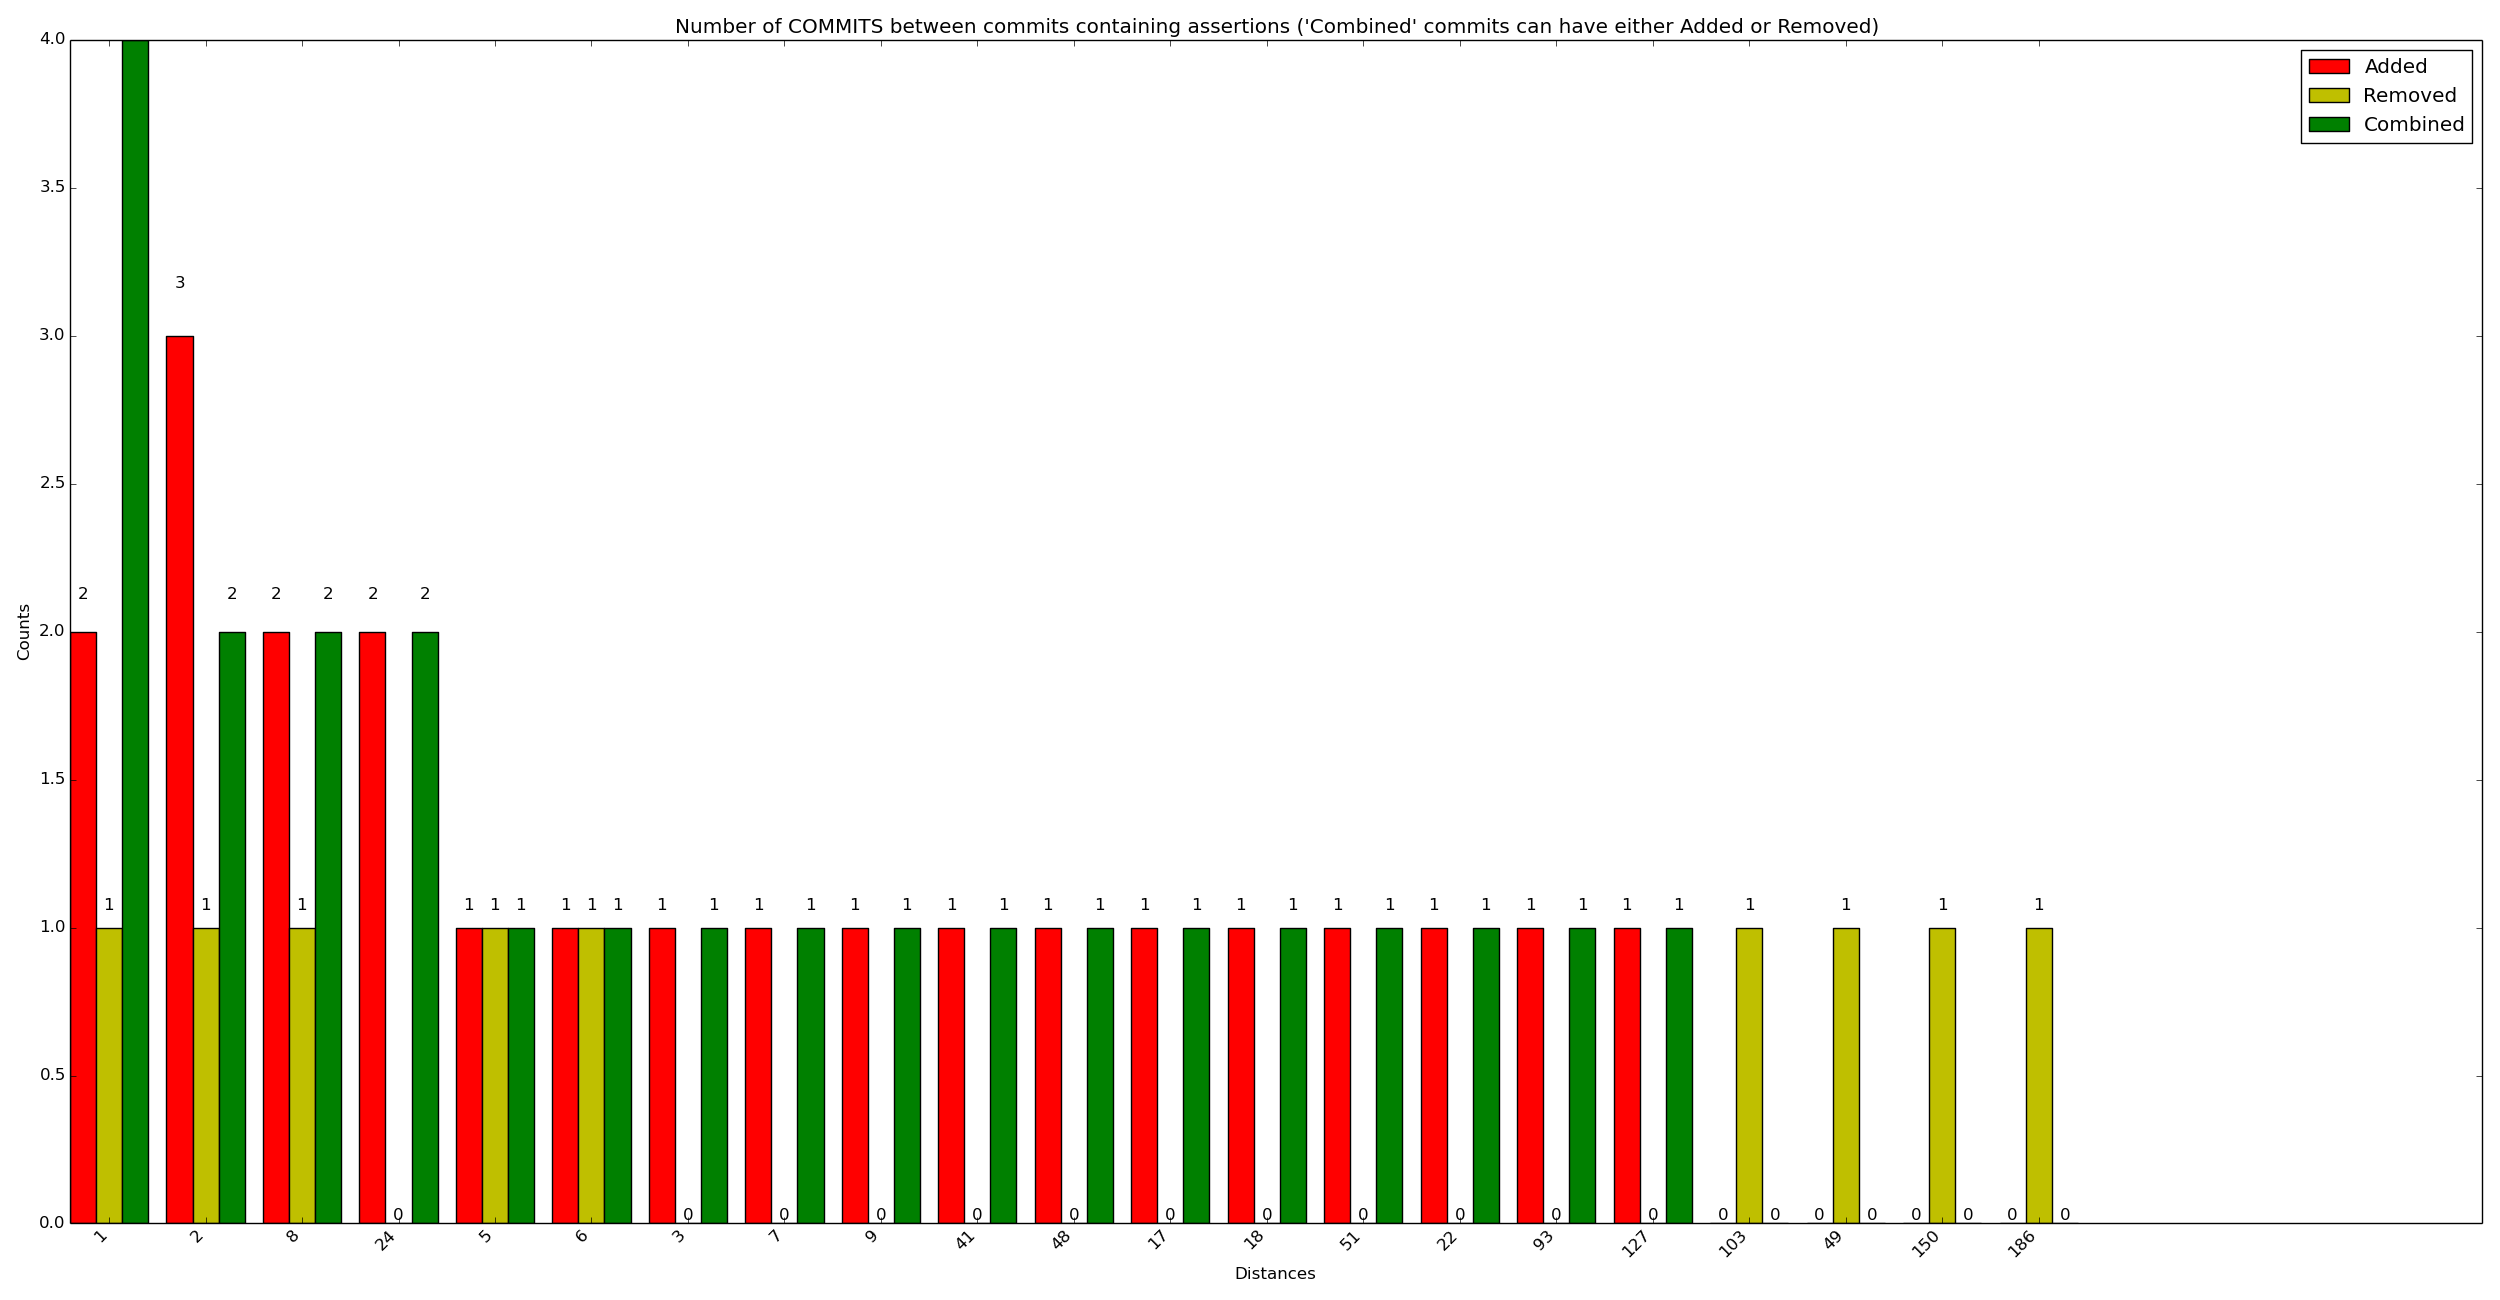 Number of COMMITS between commits containing assertions ('Combined' commits can have either Added or Removed)
4.0
3.5
3.0
2.5
2.0
1.5
1.0
0.5
0.0
Counts
Added
Removed
Combined
3
2 2 2 2 2 2
1 1 1
1 1 1 1 1 1 1 1 1 1 1 1 1 1 1 1 1 1 1 1 1 1 1 1 1 1 1 1 1 1 1 1
0 0 0 0 0 0 0 0 0 0 0 0 0 0 0 0 0 0 0 0
1 2 8 24 5 6 3 7 9 41 48 17 18 51 22 93 127 103 49 150 186
Distances